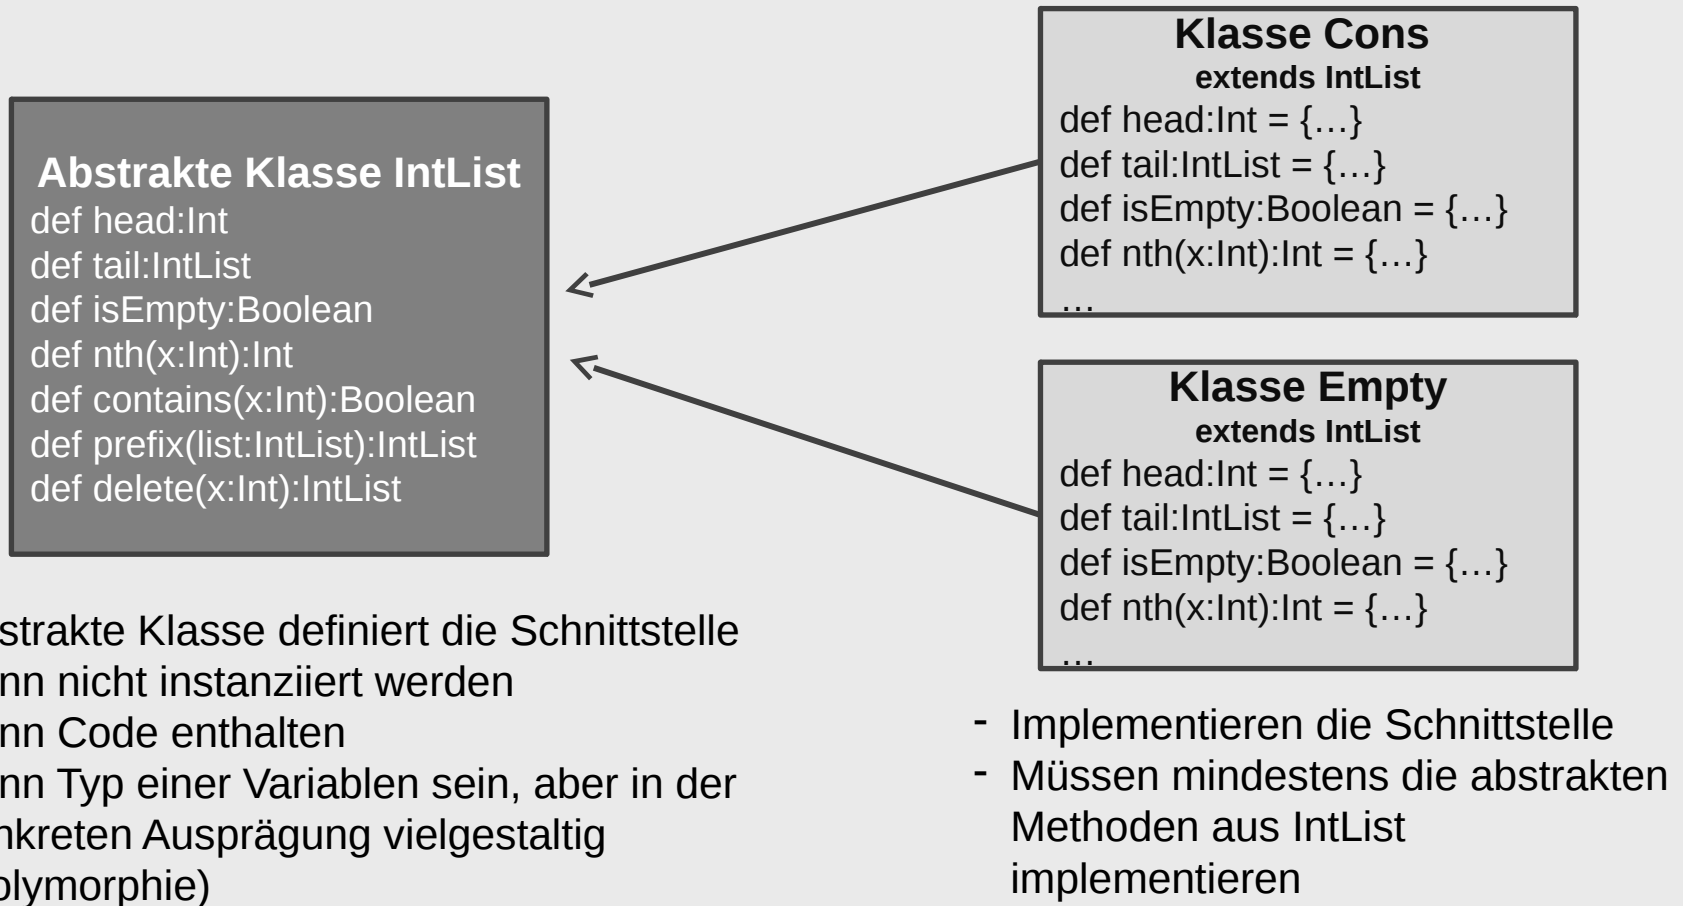 Abstrakte Klasse IntList
def head:Int
def tail:IntList
def isEmpty:Boolean
def nth(x:Int):Int
def contains(x:Int):Boolean
def prefix(list:IntList):IntList
def delete(x:Int):IntList
Klasse Cons
extends IntList
def head:Int = {…}
def tail:IntList = {…}
def isEmpty:Boolean = {…}
def nth(x:Int):Int = {…}
…
Klasse Empty
extends IntList
def head:Int = {…}
def tail:IntList = {…}
def isEmpty:Boolean = {…}
def nth(x:Int):Int = {…}
…
strakte Klasse definiert die Schnittstelle
nn nicht instanziiert werden
nn Code enthalten
nn Typ einer Variablen sein, aber in der
nkreten Ausprägung vielgestaltig
olymorphie)
- Implementieren die Schnittstelle
- Müssen mindestens die abstrakten
Methoden aus IntList
implementieren